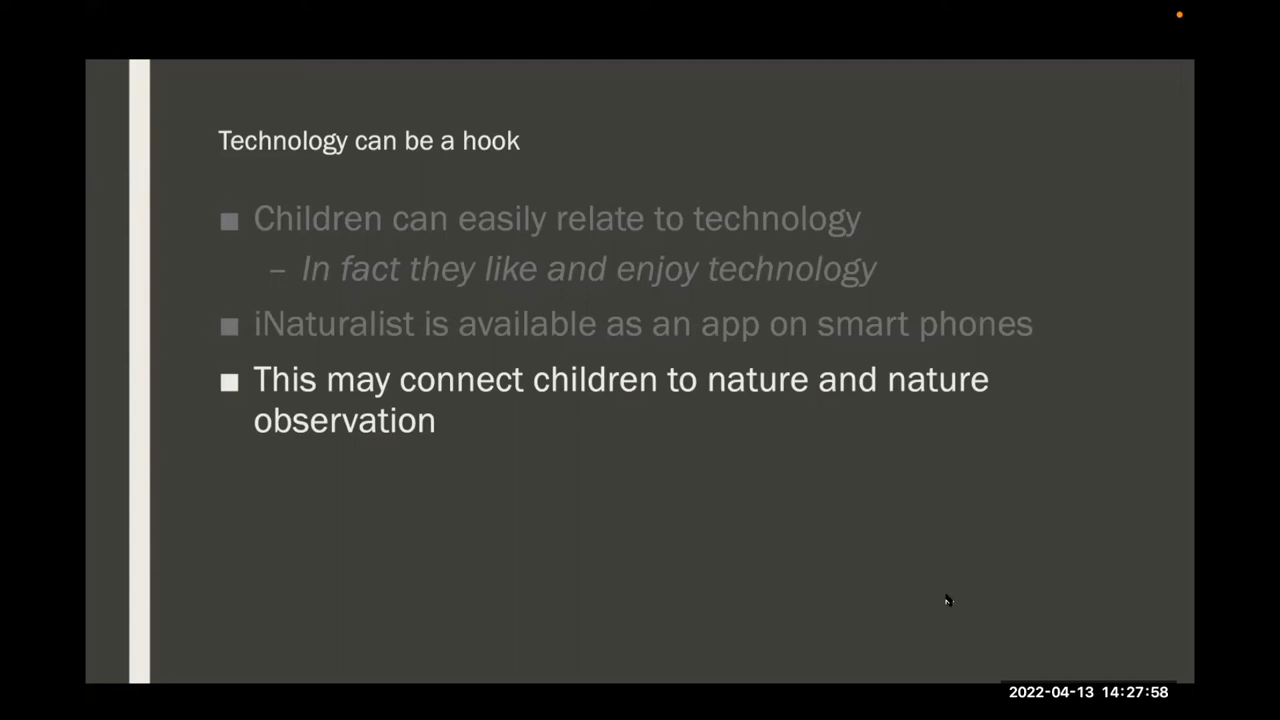 Technology can be a hook
■ Children can easily relate to technology
– In fact they like and enjoy technology
■ iNaturalist is available as an app on smart phones
■ This may connect children to nature and nature
observation
2022-04-13 14:27:58